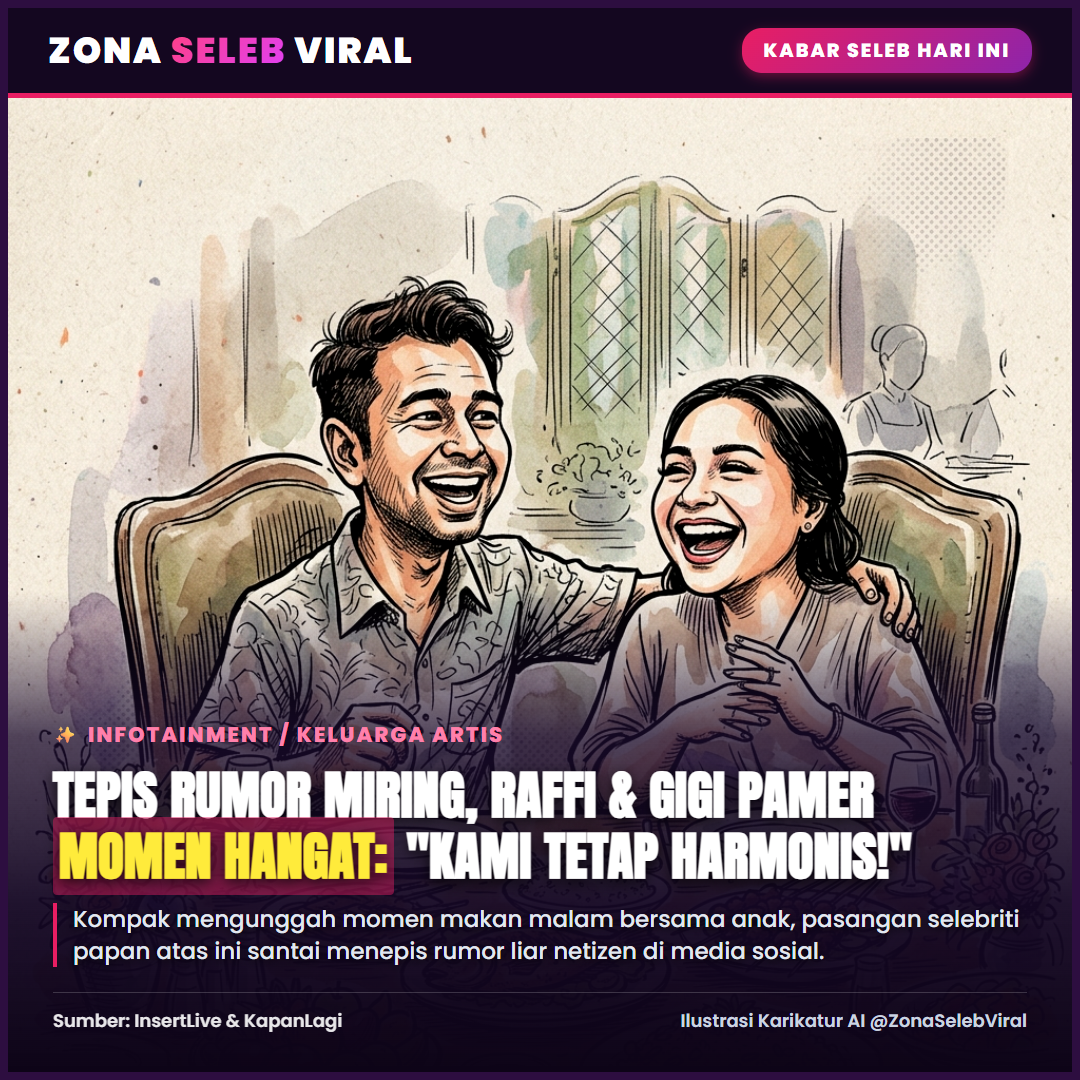 ZONA SELEB VIRAL
KABAR SELEB HARI INI
✨ INFOTAINMENT / KELUARGA ARTIS
TEPIS RUMOR MIRING, RAFFI & GIGI PAMER
MOMEN HANGAT: "KAMI TETAP HARMONIS!"
Kompak mengunggah momen makan malam bersama anak, pasangan selebriti
papan atas ini santai menepis rumor liar netizen di media sosial.
Sumber: InsertLive & KapanLagi
Ilustrasi Karikatur AI @ZonaSelebViral